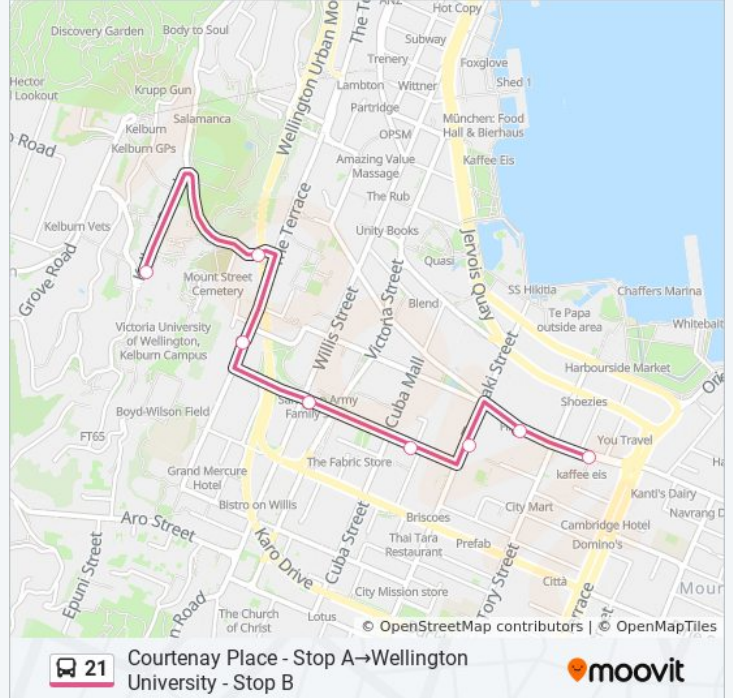 Hot Copy
Discovery Garden
Body to Soul
Subway
Foxglove
Trenery
Shed 1
Hector
Lookout
Lambton
Wittner
Krupp Gun
Partridge
Wellington Urban Mo
The To
München: Food
Hall & Bierhaus
Salamanca
Kelburn
OPSM
Road
Kelburn GPs
Amazing Value
Massage
Kaffee Eis
The Rub
Kelburn Vets
The Terrace
Unity Books
Jervois Quay
Quasi
Grove Road
Mount Street
Cemetery
SS Hikitia
Chaffers Marina
Victoria Street
Blend
Te Papa
outside area
Whitebait
Willis Street
Victoria University
of Wellington,
Kelburn Campus
Cuba Mall
aki Street
Harbourside Market
Ori
Army
Family
Shoezies
Boyd-Wilson Field
FT65
You Travel
The Fabric Store
kaffee eis
Grand Mercure
Hotel
Kanti's Dairy
Bistro on Willis
City Mart
Navrang D
Aro Street
Briscoes
Cambridge Hotel
Thai Tara
Restaurant
Prefab
Domino's
Karo Drive
Cuba Street
Epuni Street
Tory Street
Città
City Mission store
Mour
errace
The Church
of Christ
Lotus
n Road
© OpenStreetMap contributors | © OpenMapTiles
21
Courtenay Place - Stop A→Wellington
University - Stop B
moovit